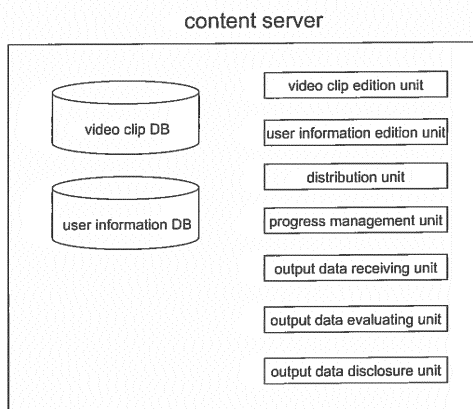 content server
video clip DB
user information DB
video clip edition unit
user information edition unit
distribution unit
progress management unit
output data receiving unit
output data evaluating unit
output data disclosure unit